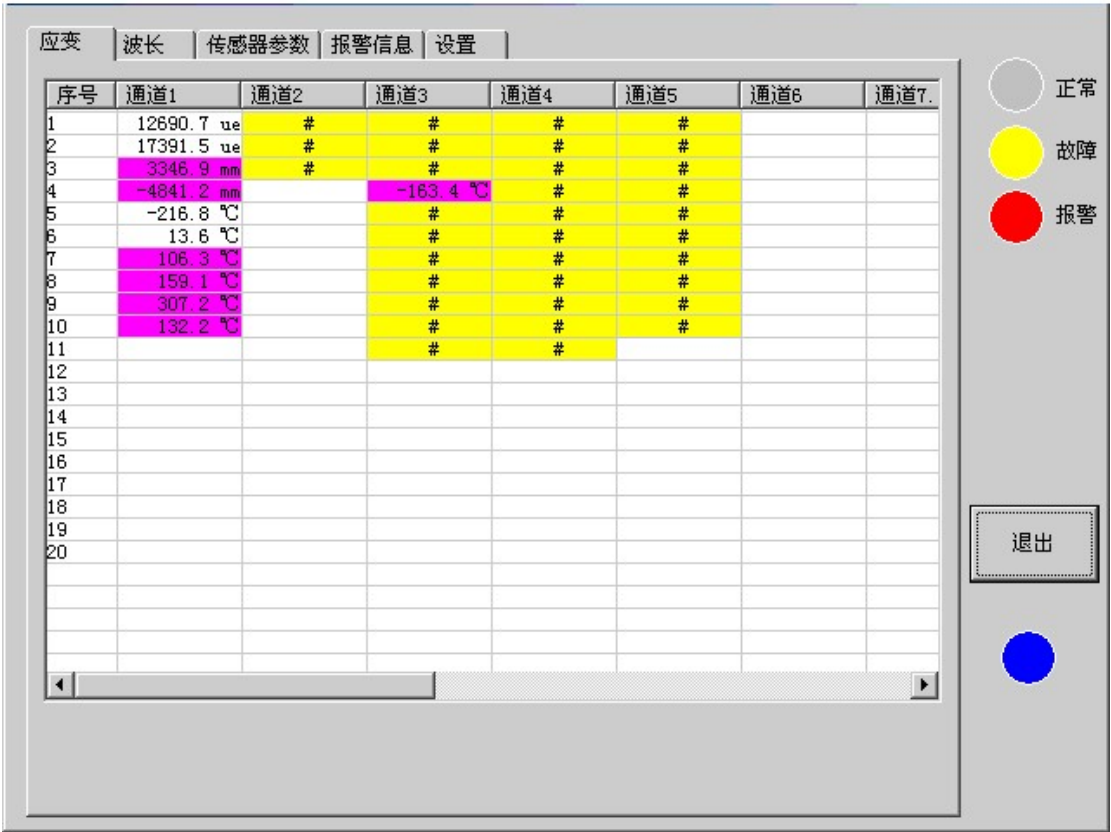 应变 波长 传感器参数 报警信息 设置
序号 通道1 通道2 通道3 通道4 通道5 通道6 通道7.
1 12690.7 ue # # # #
2 17391.5 ue # # # #
3 3346.9 mm # # # #
4 -4841.2 mm -163.4 ℃ # #
5 -216.8 ℃ # # #
6 13.6 ℃ # # #
7 106.3 ℃ # # #
8 159.1 ℃ # # #
9 307.2 ℃ # # #
10 132.2 ℃ # # #
11 # #
12
13
14
15
16
17
18
19
20
正常
故障
报警
退出